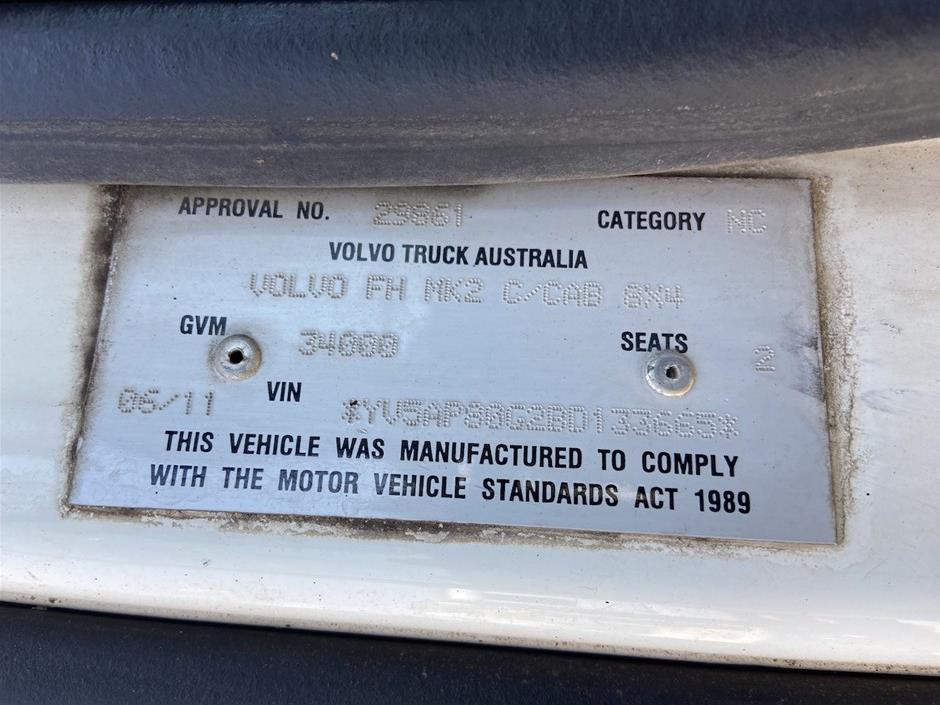 APPROVAL NO. 29861 CATEGORY NC
VOLVO TRUCK AUSTRALIA
VOLVO FH MK2 C/CAB 8X4
GVM 34000 SEATS 2
06/11 VIN *YV5AP80G2BD133665*
THIS VEHICLE WAS MANUFACTURED TO COMPLY
WITH THE MOTOR VEHICLE STANDARDS ACT 1989